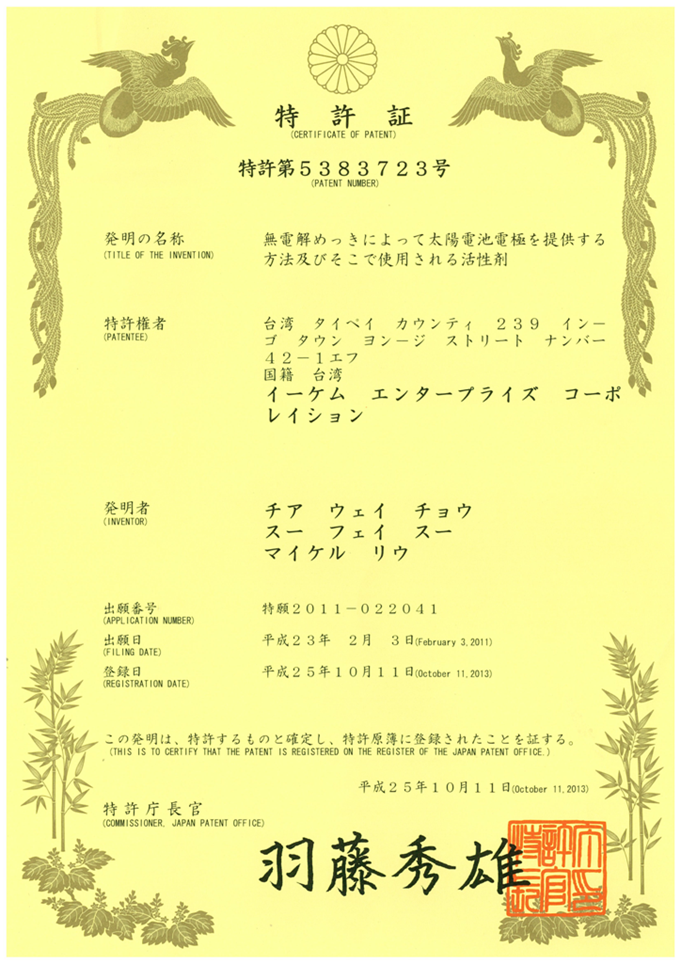 特許証
(CERTIFICATE OF PATENT)
特許第5383723号
(PATENT NUMBER)
発明の名称
(TITLE OF THE INVENTION)
無電解めっきによって太陽電池電極を提供する
方法及びそこで使用される活性剤
特許権者
(PATENTEE)
台湾 タイペイ カウンティ 239 イン−
ゴ タウン ヨン−ジ ストリート ナンバー
42−1エフ
国籍 台湾
イーケム エンタープライズ コーポ
レイション
発明者
(INVENTOR)
チア ウェイ チョウ
スー フェイ スー
マイケル リウ
出願番号
(APPLICATION NUMBER)
特願2011−022041
出願日
(FILING DATE)
平成23年 2月 3日(February 3,2011)
登録日
(REGISTRATION DATE)
平成25年10月11日(October 11,2013)
この発明は、特許するものと確定し、特許原簿に登録されたことを証する。
(THIS IS TO CERTIFY THAT THE PATENT IS REGISTERED ON THE REGISTER OF THE JAPAN PATENT OFFICE.)
平成25年10月11日(October 11,2013)
特許庁長官
(COMMISSIONER, JAPAN PATENT OFFICE)
羽藤秀雄